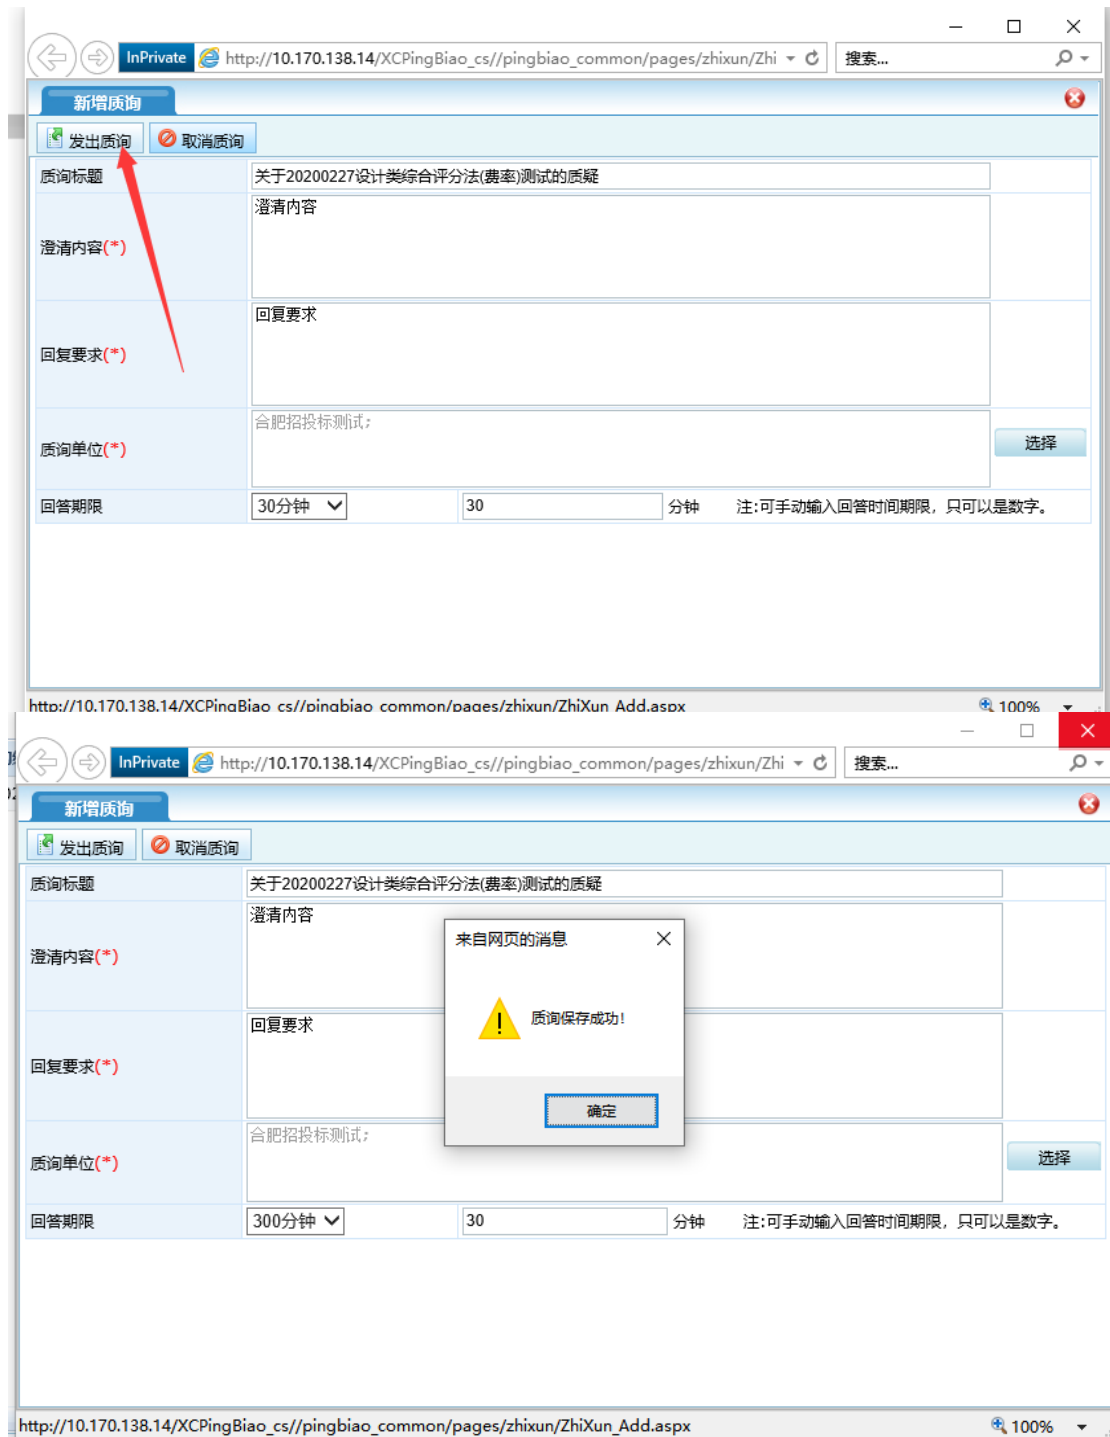 InPrivate http://10.170.138.14/XCPingBiao_cs//pingbiao_common/pages/zhixun/Zhi 搜索...
新增质询
发出质询 取消质询
质询标题 关于20200227设计类综合评分法(费率)测试的质疑
澄清内容
澄清内容(*)
回复要求
回复要求(*)
合肥招投标测试;
质询单位(*) 选择
回答期限 30分钟 30 分钟 注:可手动输入回答时间期限，只可以是数字。
http://10.170.138.14/XCPingBiao_cs//pingbiao_common/pages/zhixun/ZhiXun_Add.aspx 100%
InPrivate http://10.170.138.14/XCPingBiao_cs//pingbiao_common/pages/zhixun/Zhi 搜索...
新增质询
发出质询 取消质询
质询标题 关于20200227设计类综合评分法(费率)测试的质疑
澄清内容
来自网页的消息
澄清内容(*)
质询保存成功!
回复要求
回复要求(*)
确定
合肥招投标测试;
质询单位(*) 选择
回答期限 300分钟 30 分钟 注:可手动输入回答时间期限，只可以是数字。
http://10.170.138.14/XCPingBiao_cs//pingbiao_common/pages/zhixun/ZhiXun_Add.aspx 100%